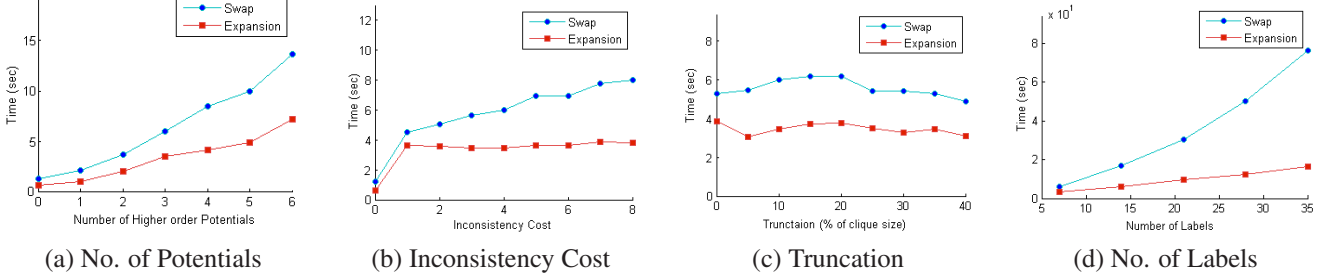 Swap
Expansion
15
10
5
0
Time (sec)
0 1 2 3 4 5 6
Number of Higher order Potentials
(a) No. of Potentials
Swap
Expansion
12
10
8
6
4
2
0
Time (sec)
0 2 4 6 8
Inconsistency Cost
(b) Inconsistency Cost
Swap
Expansion
8
6
4
2
0
Time (sec)
0 10 20 30 40
Trunctaion (% of clique size)
(c) Truncation
x 10¹
Swap
Expansion
8
6
4
2
0
Time (sec)
5 10 15 20 25 30 35
Number of Labels
(d) No. of Labels